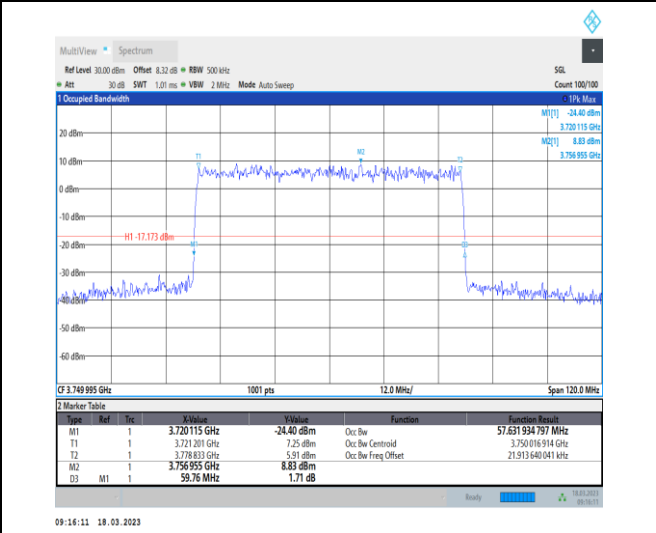 MultiView Spectrum
Ref Level 30.00 dBm Offset 8.32 dB RBW 500 kHz SGL
Att 30 dB SWT 1.01 ms VBW 2 MHz Mode Auto Sweep Count 100/100
1 Occupied Bandwidth 1Pk Max
M1[1] -24.40 dBm
3.720 115 GHz
M2[1] 8.83 dBm
3.756 955 GHz
20 dBm
10 dBm
0 dBm
-10 dBm
-20 dBm
-30 dBm
-40 dBm
-50 dBm
-60 dBm
T1
M2
T2
H1 -17.173 dBm
M1
D3
CF 3.749 995 GHz 1001 pts 12.0 MHz/ Span 120.0 MHz
2 Marker Table
Type Ref Trc X-Value Y-Value Function Function Result
M1 1 3.720115 GHz -24.40 dBm Occ Bw 57.631 934 797 MHz
T1 1 3.721 201 GHz 7.25 dBm Occ Bw Centroid 3.750 016 914 GHz
T2 1 3.778 833 GHz 5.91 dBm Occ Bw Freq Offset 21.913 640 041 kHz
M2 1 3.756 955 GHz 8.83 dBm
D3 M1 1 59.76 MHz 1.71 dB
Ready 18.03.2023
09:16:11
09:16:11 18.03.2023